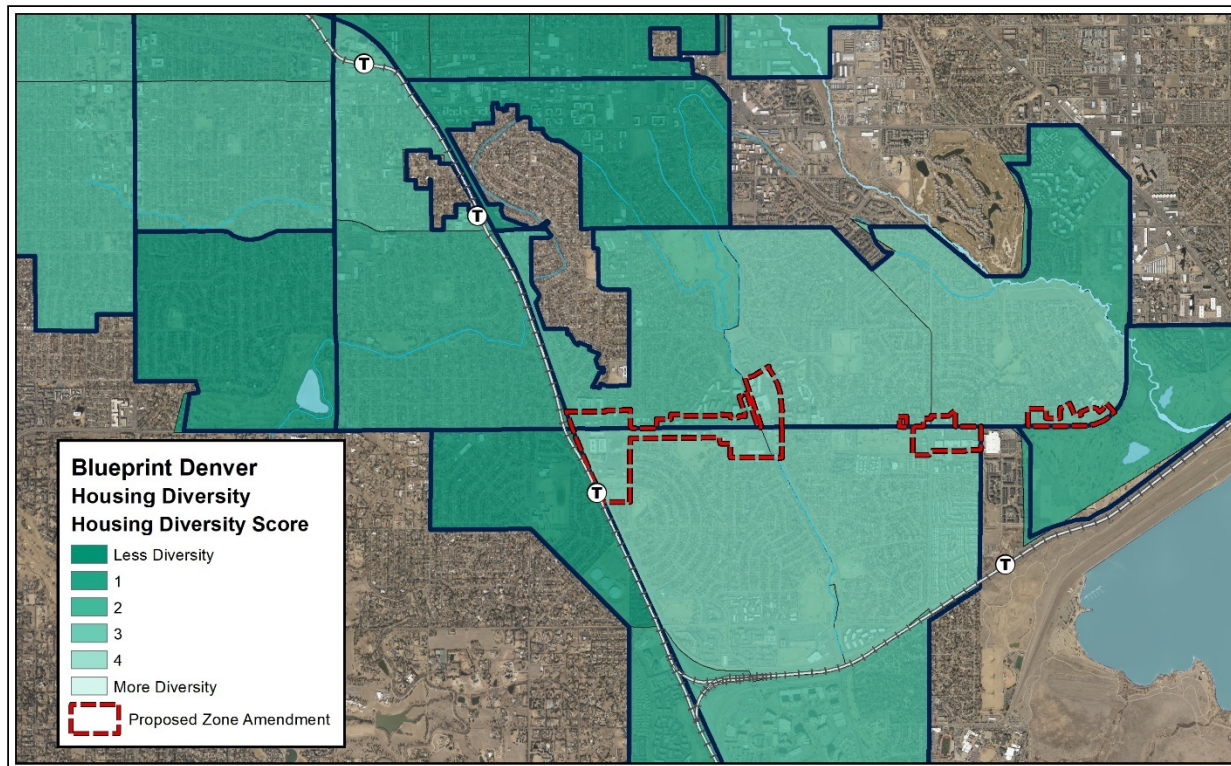 T
T
T
T
Blueprint Denver
Housing Diversity
Housing Diversity Score
Less Diversity
1
2
3
4
More Diversity
Proposed Zone Amendment